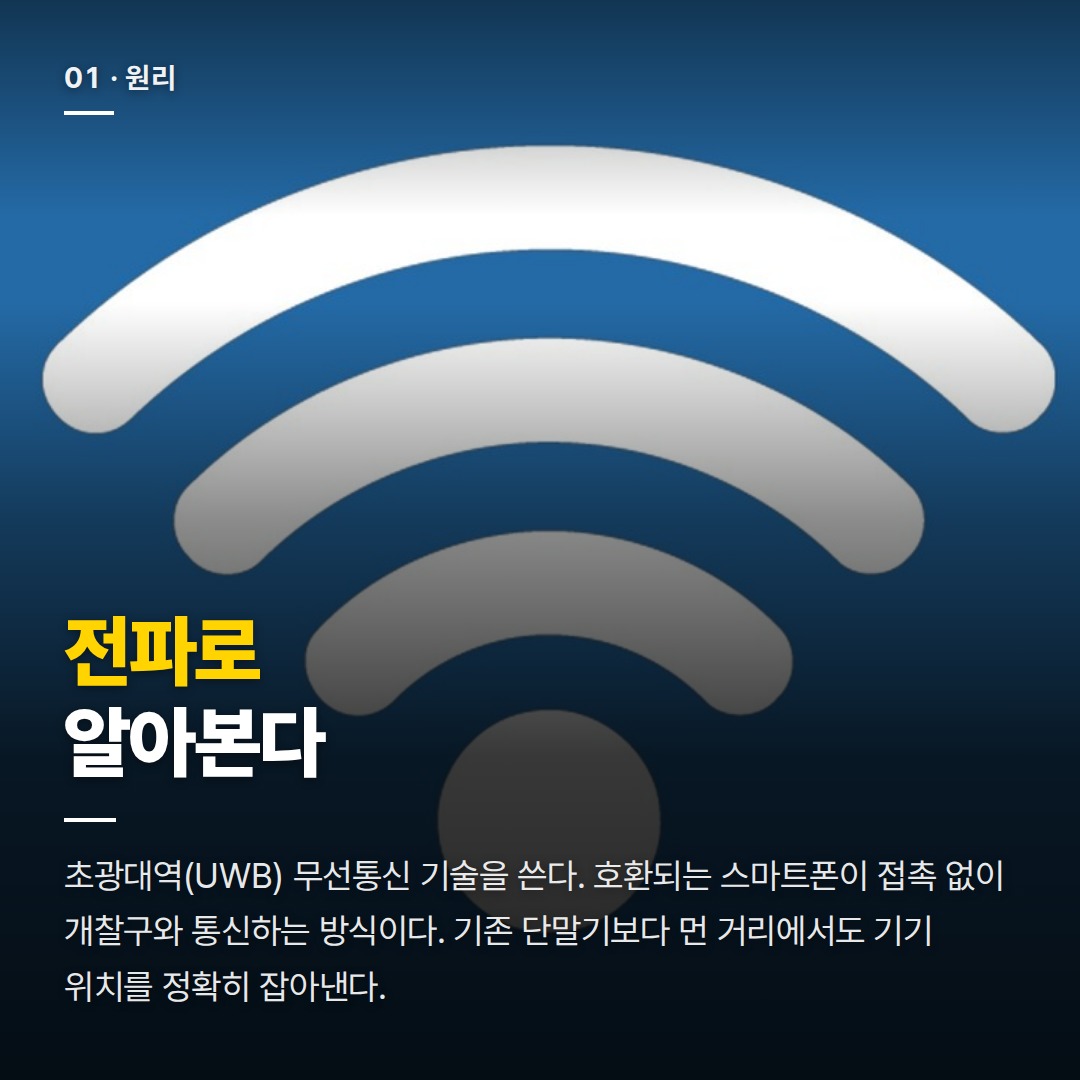 01 · 원리
전파로
알아본다
초광대역(UWB) 무선통신 기술을 쓴다. 호환되는 스마트폰이 접촉 없이
개찰구와 통신하는 방식이다. 기존 단말기보다 먼 거리에서도 기기
위치를 정확히 잡아낸다.